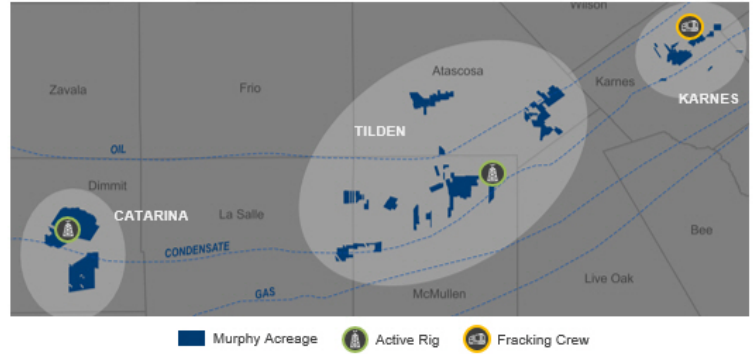 Wilson
Atascosa
Zavala
Frio
Karnes
KARNES
TILDEN
OIL
Dimmit
CATARINA
La Salle
Bee
CONDENSATE
GAS
McMullen
Live Oak
Murphy Acreage
Active Rig
Fracking Crew